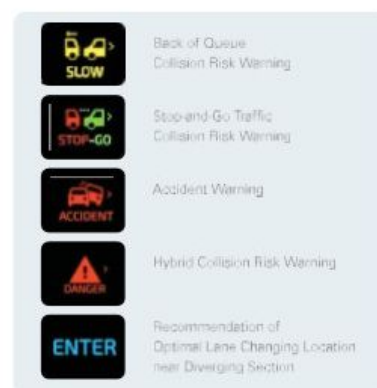 SLOW
Back of Queue
Collision Risk Warning
STOP-GO
Stop-and-Go Traffic
Collision Risk Warning
ACCIDENT
Accident Warning
DANGER
Hybrid Collision Risk Warning
ENTER
Recommendation of
Optimal Lane Changing Location
near Diverging Section